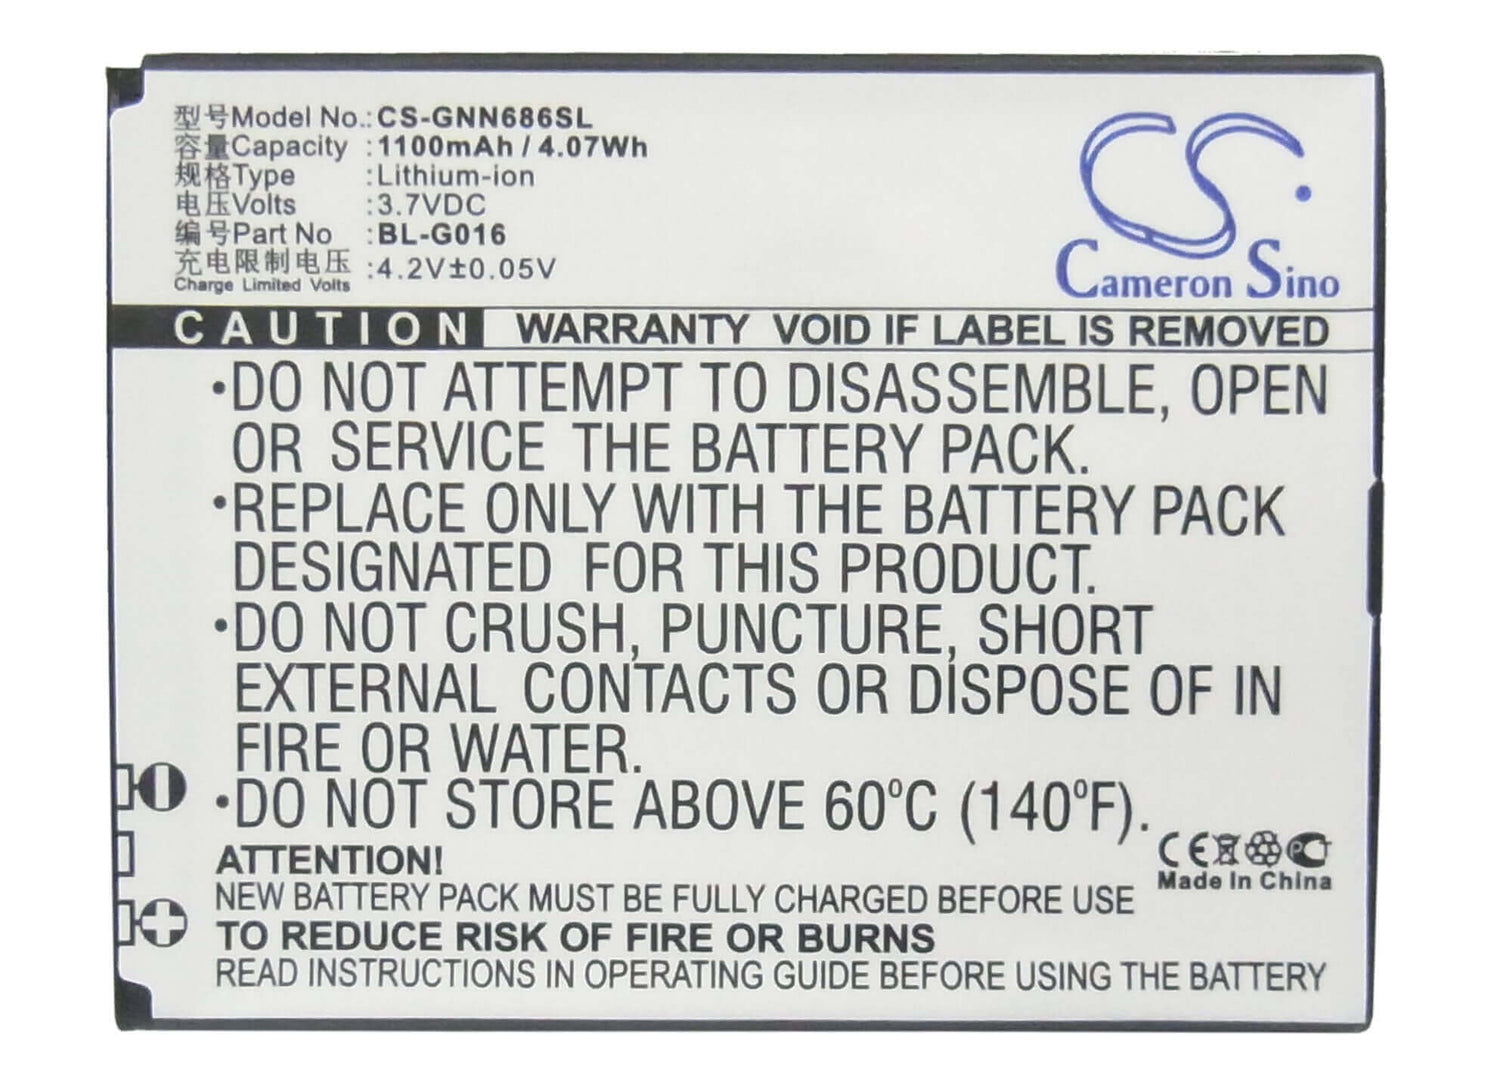 型号Model No.:CS-GNN686SL
容量Capacity :1100mAh / 4.07Wh
规格Type :Lithium-ion
电压Volts :3.7VDC
编号Part No :BL-G016
充电限制电压 :4.2V±0.05V
Charge Limited Volts
CS
Cameron Sino
CAUTION WARRANTY VOID IF LABEL IS REMOVED
•DO NOT ATTEMPT TO DISASSEMBLE, OPEN
OR SERVICE THE BATTERY PACK.
•REPLACE ONLY WITH THE BATTERY PACK
DESIGNATED FOR THIS PRODUCT.
•DO NOT CRUSH, PUNCTURE, SHORT
EXTERNAL CONTACTS OR DISPOSE OF IN
FIRE OR WATER.
•DO NOT STORE ABOVE 60°C (140°F).
ATTENTION!
CE PCT
Made In China
NEW BATTERY PACK MUST BE FULLY CHARGED BEFORE USE
TO REDUCE RISK OF FIRE OR BURNS
READ INSTRUCTIONS IN OPERATING GUIDE BEFORE USING THE BATTERY